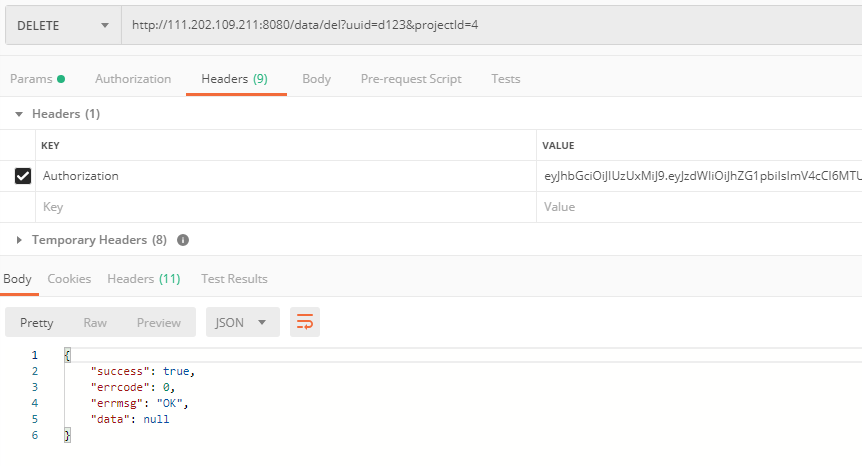 DELETE http://111.202.109.211:8080/data/del?uuid=d123&projectId=4
Params Authorization Headers (9) Body Pre-request Script Tests
Headers (1)
KEY VALUE
Authorization eyJhbGciOiJIUzUxMiJ9.eyJzdWIiOiJhZG1pbiIsImV4cCI6MTU
Key Value
Temporary Headers (8) i
Body Cookies Headers (11) Test Results
Pretty Raw Preview JSON
1 {
2 "success": true,
3 "errcode": 0,
4 "errmsg": "OK",
5 "data": null
6 }